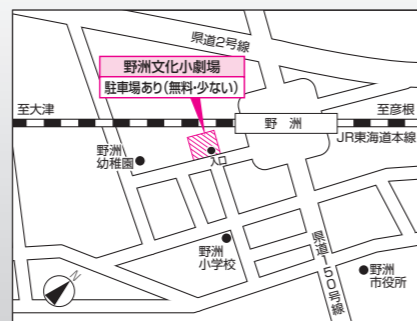 県道2号線
野洲文化小劇場
駐車場あり(無料・少ない)
至大津
至彦根
野洲
JR東海道本線
入口
野洲
幼稚園
野洲
小学校
県道150号線
野洲
市役所
N